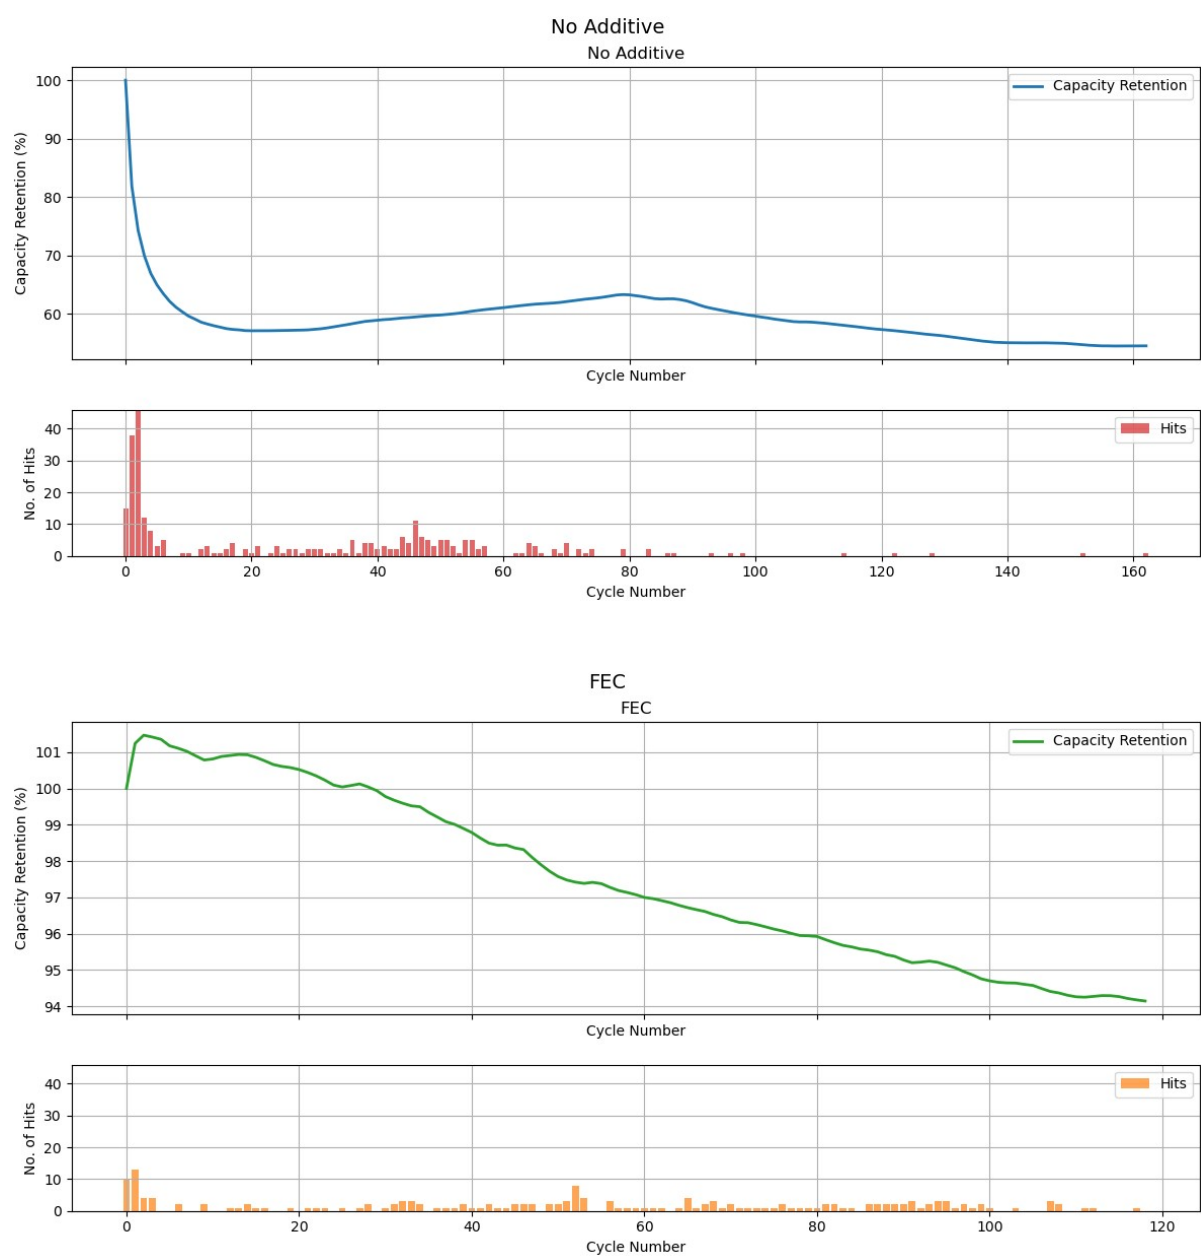 No Additive
No Additive
Capacity Retention (%)
100
90
80
70
60
Capacity Retention
Cycle Number
No. of Hits
40
30
20
10
0
Hits
0 20 40 60 80 100 120 140 160
Cycle Number
FEC
FEC
Capacity Retention (%)
101
100
99
98
97
96
95
94
Capacity Retention
Cycle Number
No. of Hits
40
30
20
10
0
Hits
0 20 40 60 80 100 120
Cycle Number